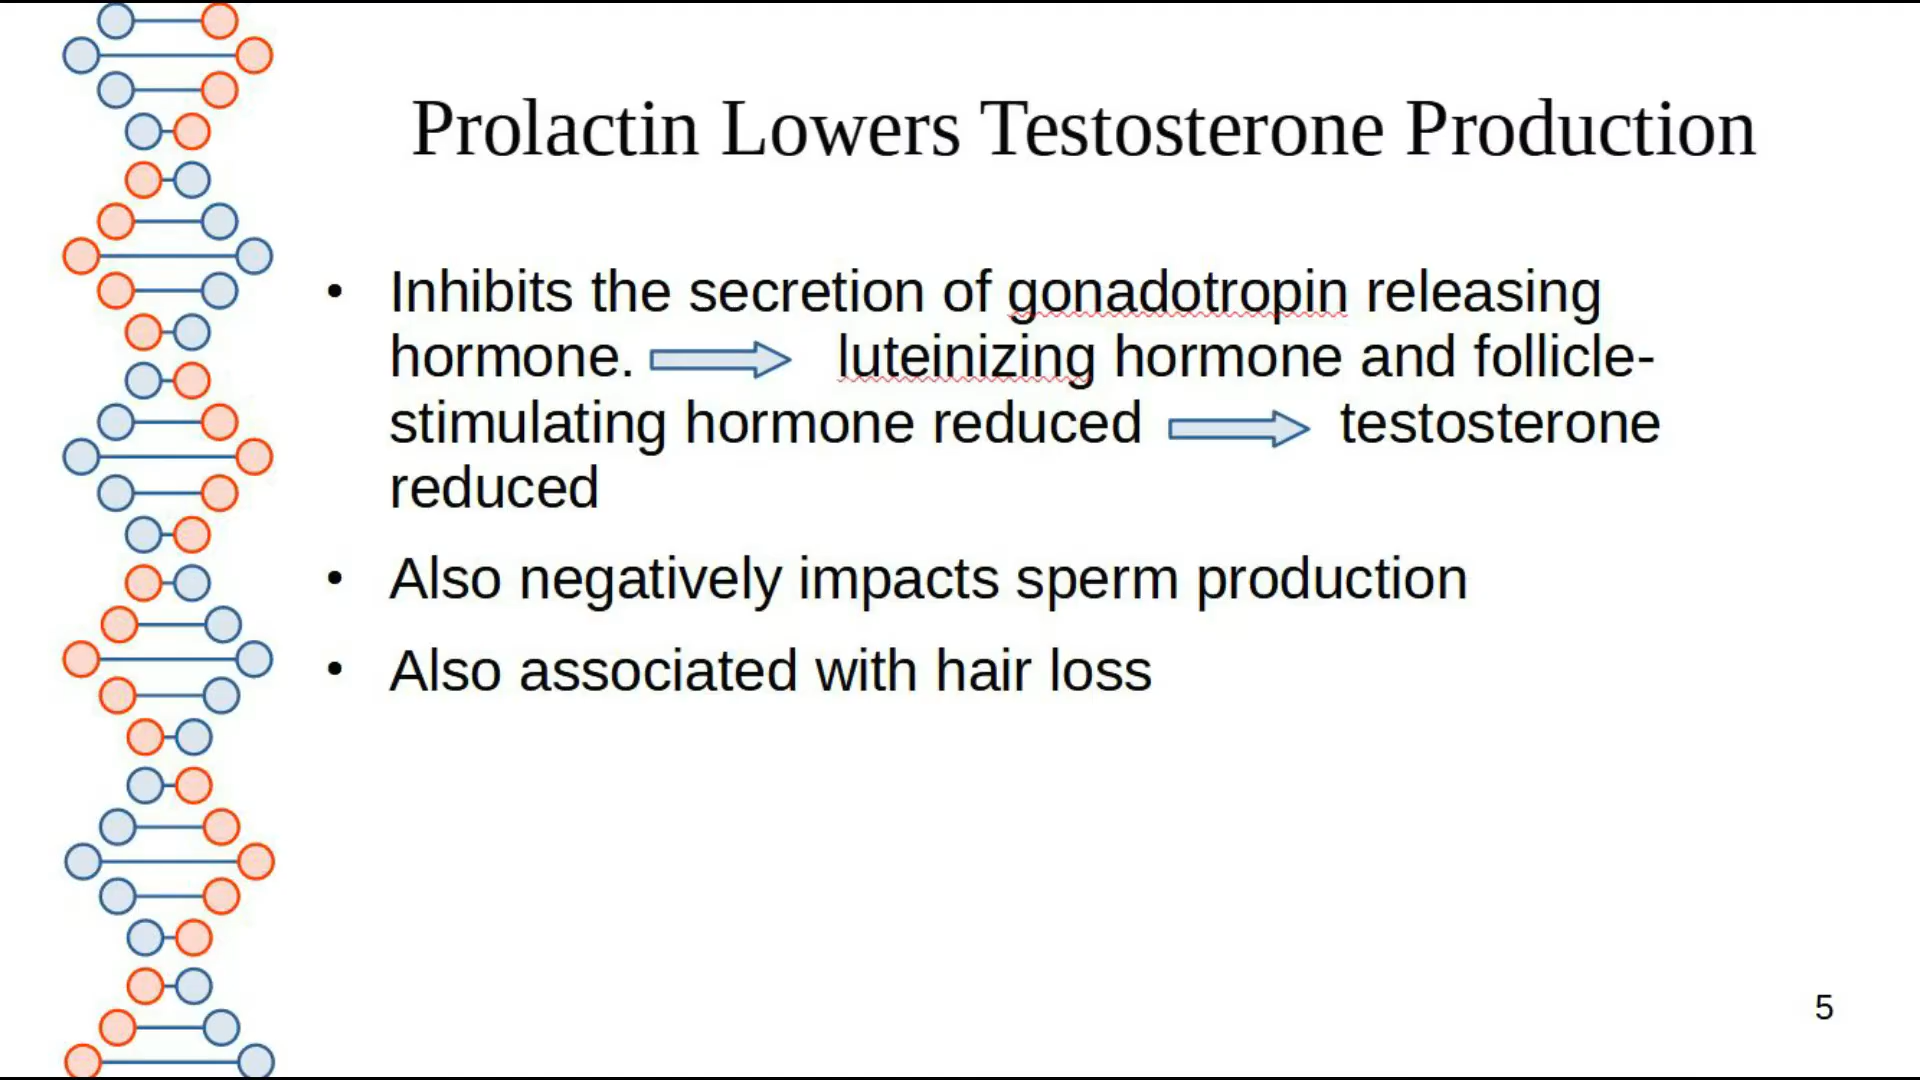 Prolactin Lowers Testosterone Production
• Inhibits the secretion of gonadotropin releasing
hormone. luteinizing hormone and follicle-
stimulating hormone reduced testosterone
reduced
• Also negatively impacts sperm production
• Also associated with hair loss
5